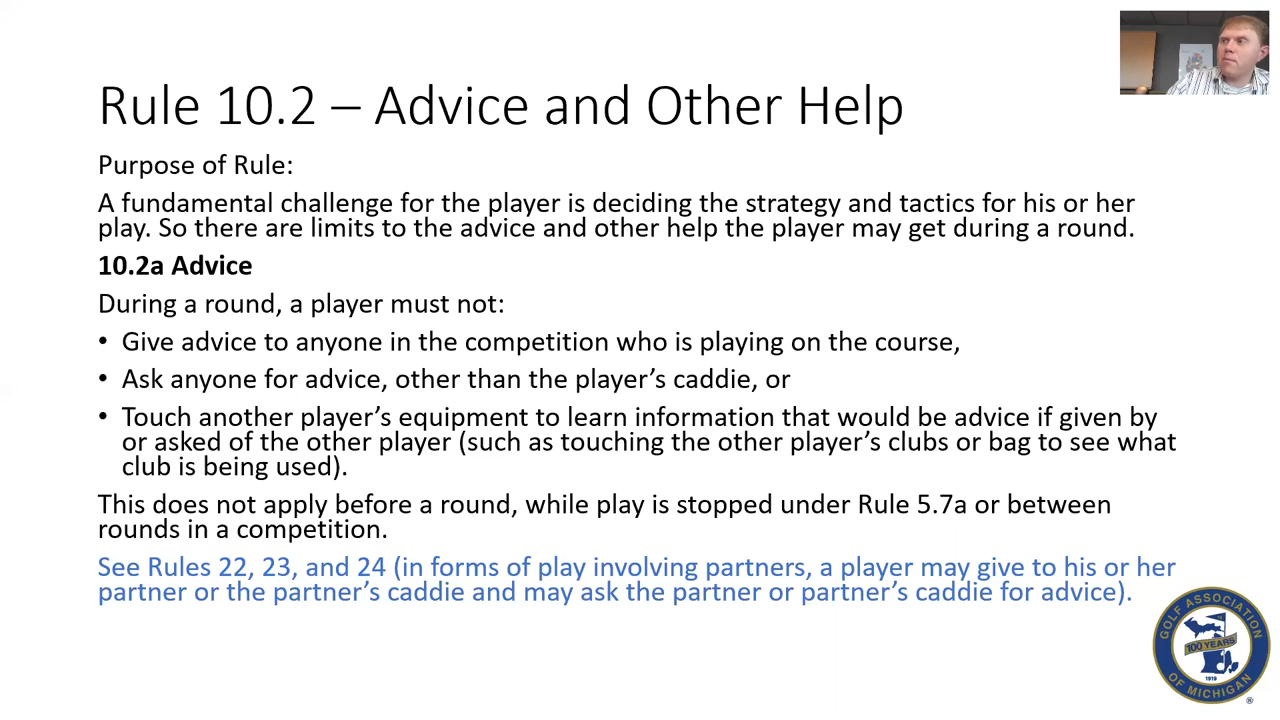 Rule 10.2 – Advice and Other Help
Purpose of Rule:
A fundamental challenge for the player is deciding the strategy and tactics for his or her
play. So there are limits to the advice and other help the player may get during a round.
10.2a Advice
During a round, a player must not:
• Give advice to anyone in the competition who is playing on the course,
• Ask anyone for advice, other than the player’s caddie, or
• Touch another player’s equipment to learn information that would be advice if given by
or asked of the other player (such as touching the other player’s clubs or bag to see what
club is being used).
This does not apply before a round, while play is stopped under Rule 5.7a or between
rounds in a competition.
See Rules 22, 23, and 24 (in forms of play involving partners, a player may give to his or her
partner or the partner’s caddie and may ask the partner or partner’s caddie for advice).
GOLF ASSOCIATION
100 YEARS
1919
OF MICHIGAN
®